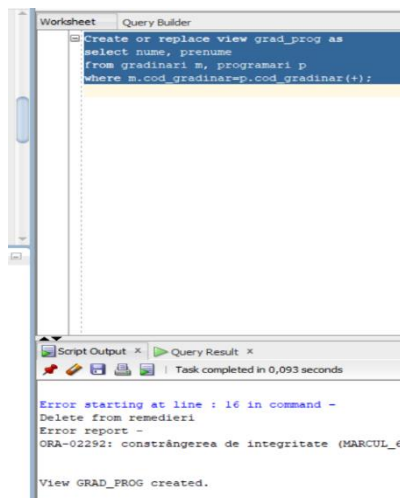 Worksheet Query Builder
Create or replace view grad_prog as
select nume, prenume
from gradinari m, programari p
where m.cod_gradinar=p.cod_gradinar(+);
Script Output × Query Result ×
Task completed in 0,093 seconds
Error starting at line : 16 in command -
Delete from remedieri
Error report -
ORA-02292: constrângerea de integritate (MARCUL_6
View GRAD_PROG created.